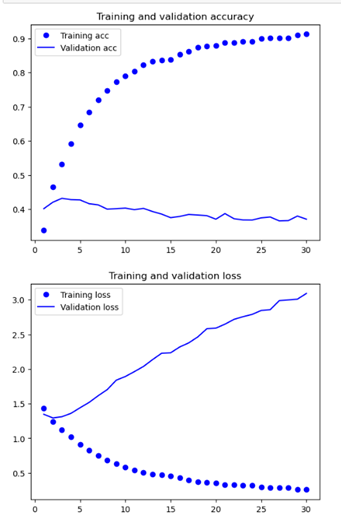 Training and validation accuracy
Training acc
Validation acc
0.9
0.8
0.7
0.6
0.5
0.4
0 5 10 15 20 25 30
Training and validation loss
Training loss
Validation loss
3.0
2.5
2.0
1.5
1.0
0.5
0 5 10 15 20 25 30